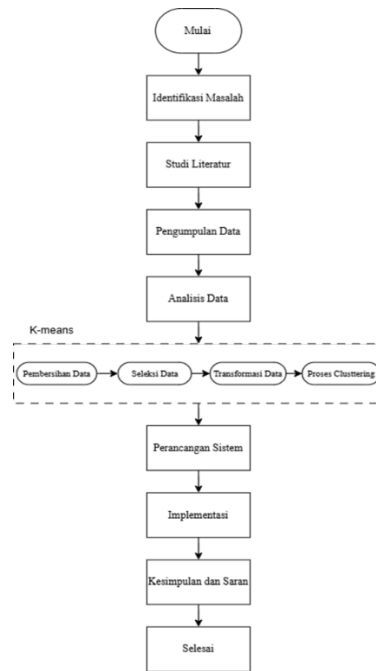 Mulai
Identifikasi Masalah
Studi Literatur
Pengumpulan Data
Analisis Data
K-means
Pembersihan Data
Seleksi Data
Transformasi Data
Proses Clusttering
Perancangan Sistem
Implementasi
Kesimpulan dan Saran
Selesai